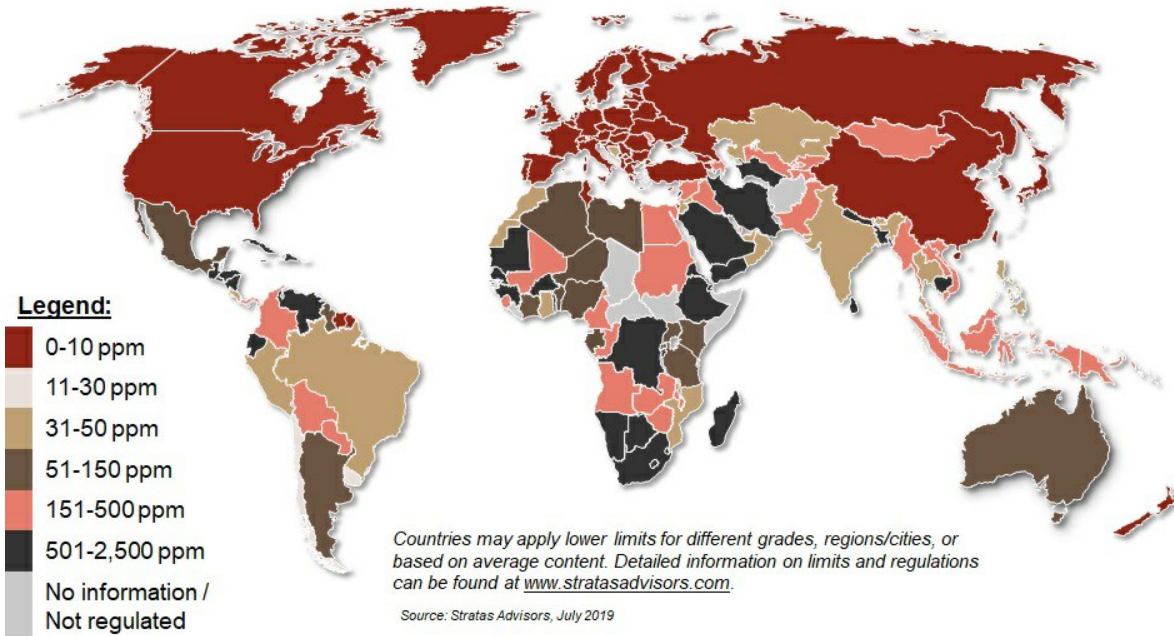 Legend:
0-10 ppm
11-30 ppm
31-50 ppm
51-150 ppm
151-500 ppm
501-2,500 ppm
No information /
Not regulated
Countries may apply lower limits for different grades, regions/cities, or
based on average content. Detailed information on limits and regulations
can be found at www.stratasadvisors.com.
Source: Stratas Advisors, July 2019